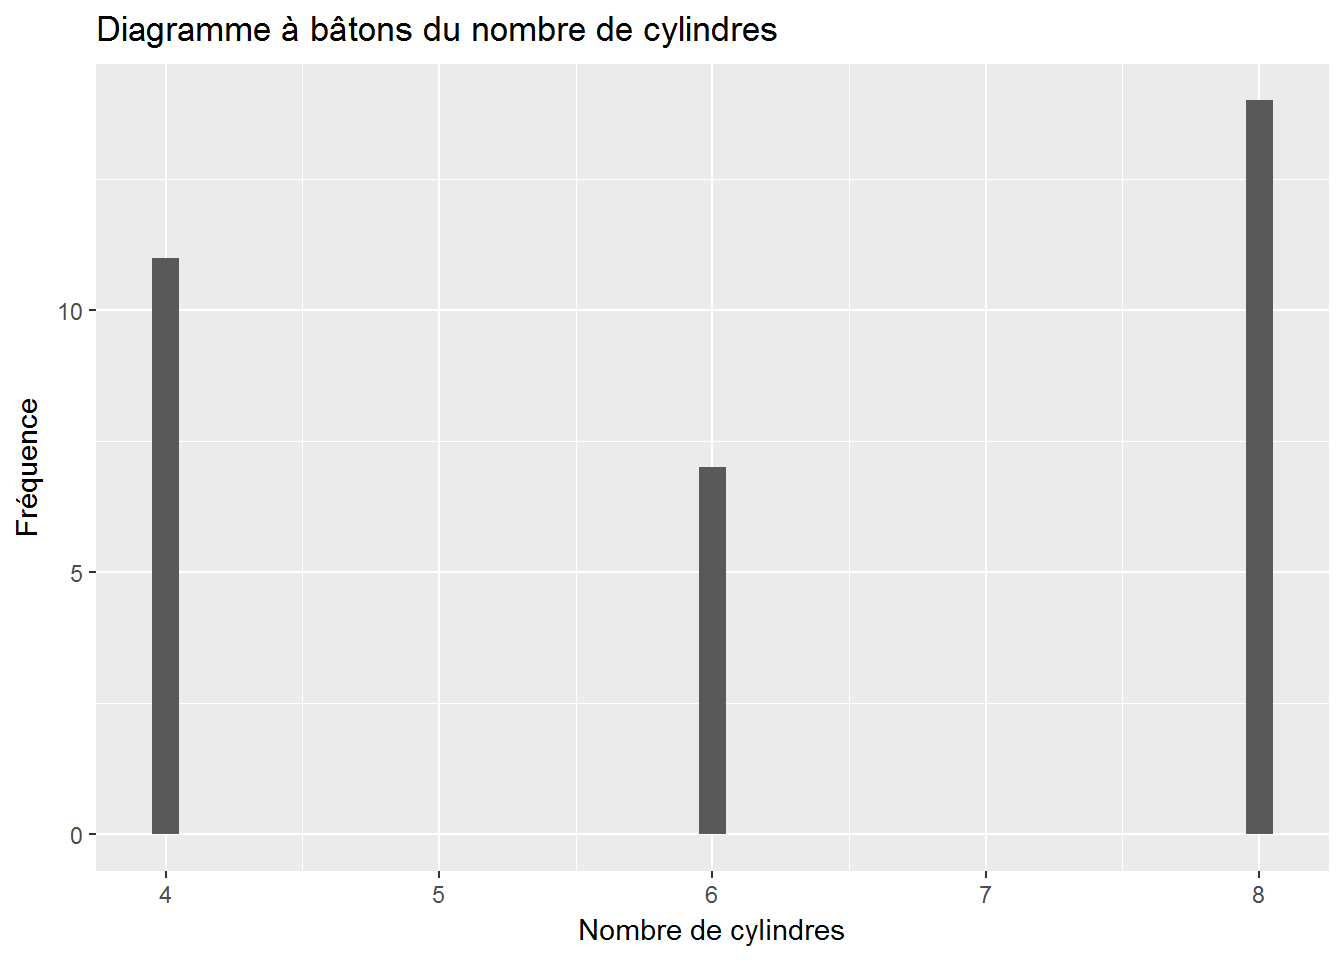 Diagramme à bâtons du nombre de cylindres
10
5
0
Fréquence
4 5 6 7 8
Nombre de cylindres